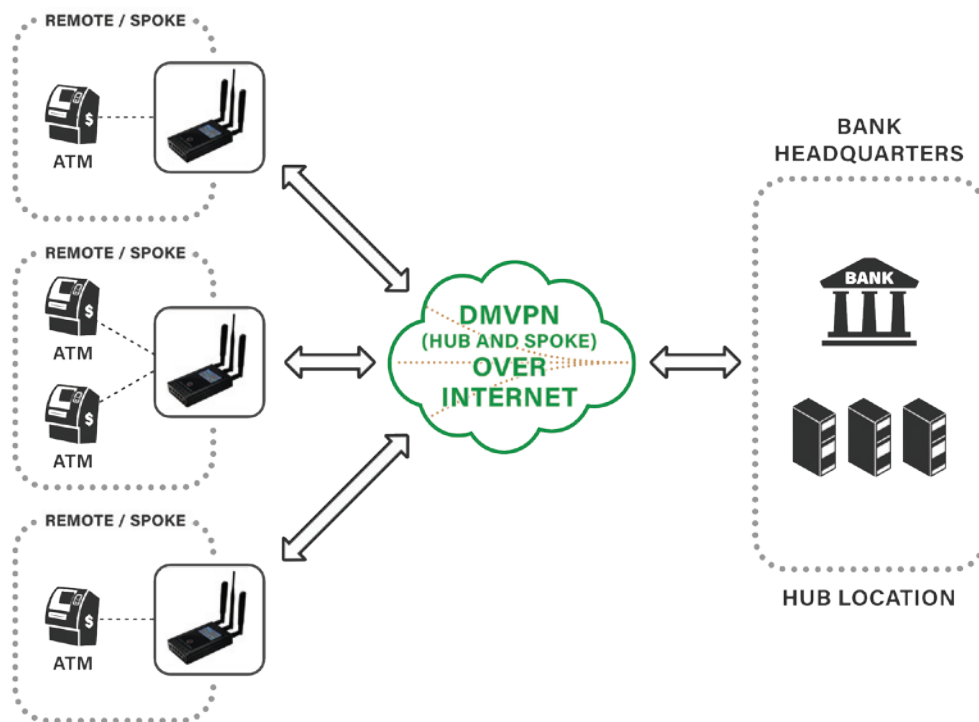 REMOTE / SPOKE
$
ATM
REMOTE / SPOKE
$
ATM
$
ATM
REMOTE / SPOKE
$
ATM
DMVPN
(HUB AND SPOKE)
OVER
INTERNET
BANK
HEADQUARTERS
BANK
HUB LOCATION